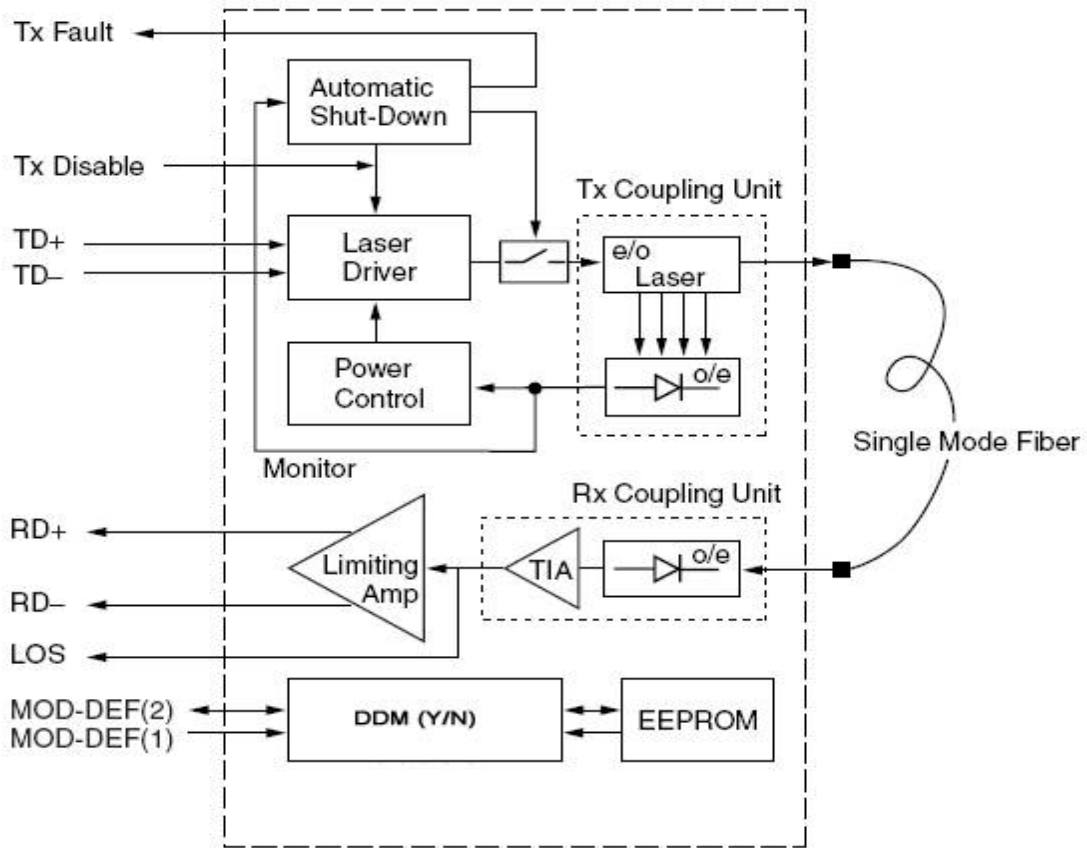 Tx Fault
Automatic
Shut-Down
Tx Disable
Tx Coupling Unit
TD+
TD–
Laser
Driver
e/o
Laser
Power
Control
o/e
Single Mode Fiber
Monitor
Rx Coupling Unit
RD+
RD–
Limiting
Amp
TIA
o/e
LOS
MOD-DEF(2)
MOD-DEF(1)
DDM (Y/N)
EEPROM